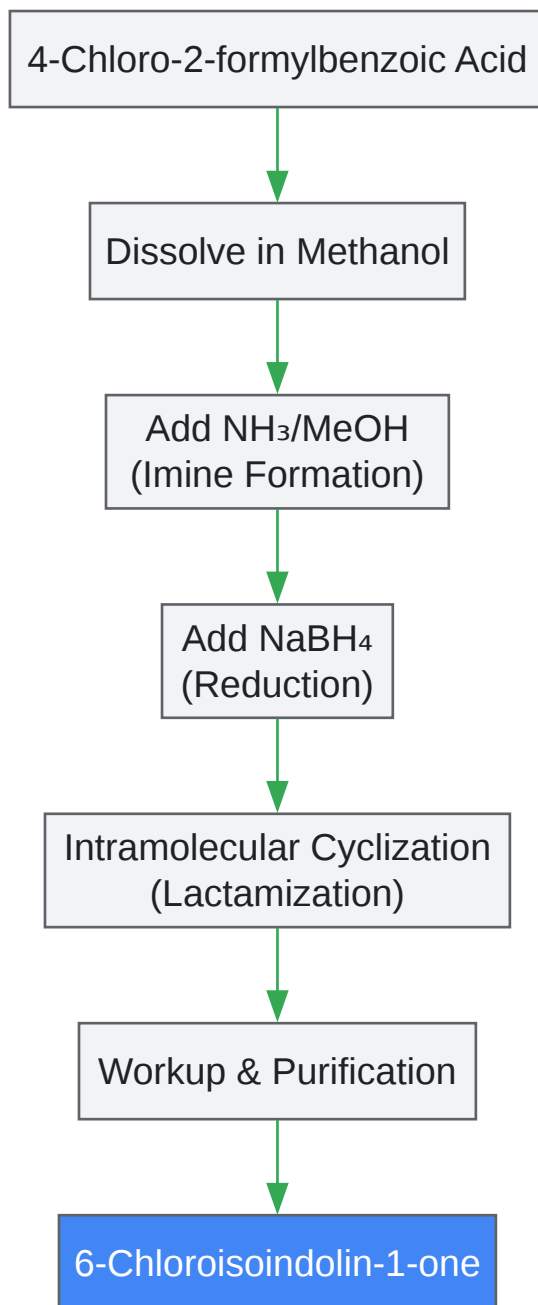 4-Chloro-2-formylbenzoic Acid
Dissolve in Methanol
Add NH₃/MeOH
(Imine Formation)
Add NaBH₄
(Reduction)
Intramolecular Cyclization
(Lactamization)
Workup & Purification
6-Chloroisoindolin-1-one